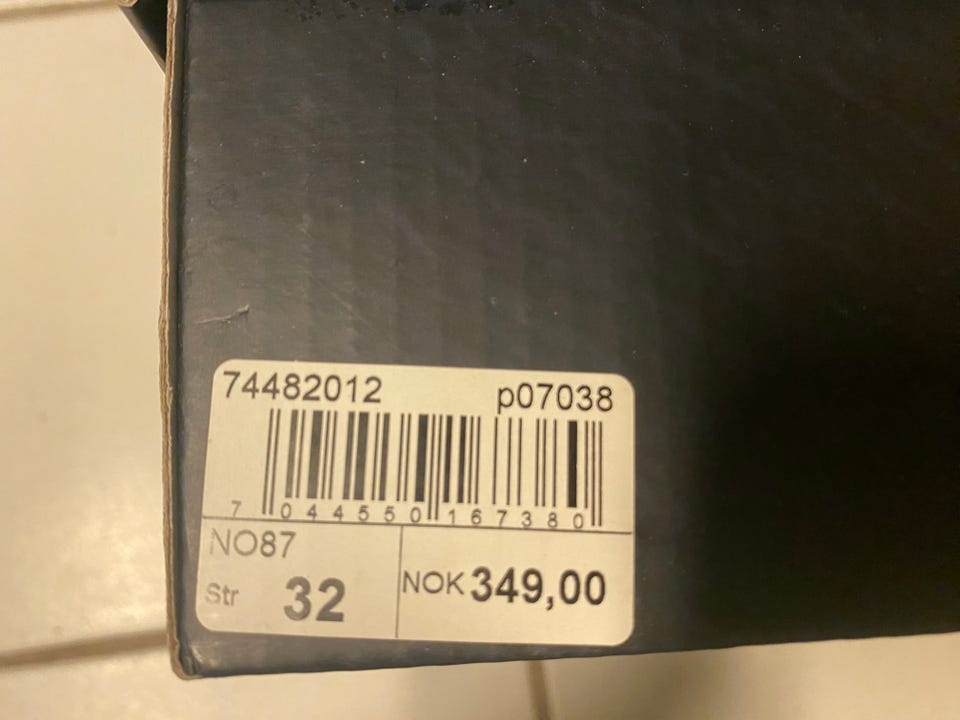 74482012 p07038
7 044550 167380
NO87
Str 32 NOK 349,00